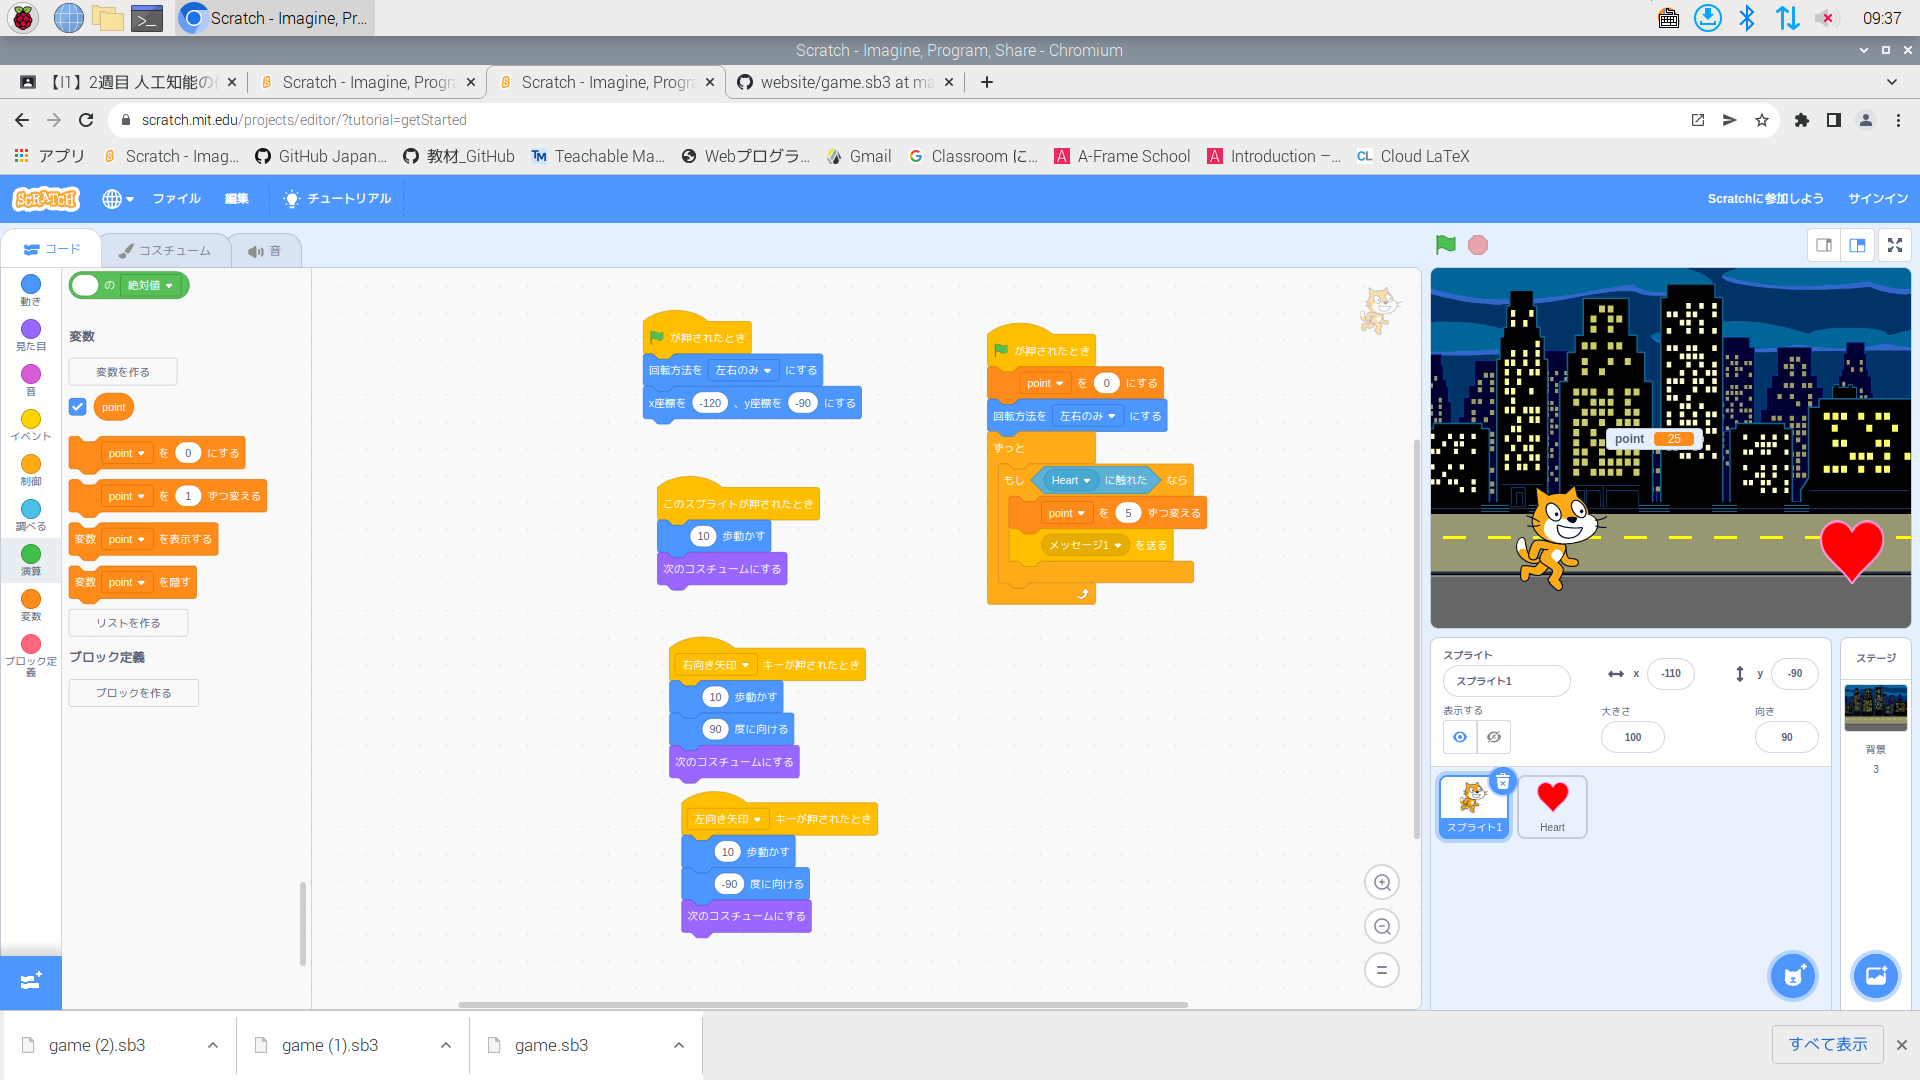 Scratch - Imagine, Pr...
09:37
Scratch - Imagine, Program, Share - Chromium
【I1】2週目 人工知能の
Scratch - Imagine, Progra
Scratch - Imagine, Progra
website/game.sb3 at ma
scratch.mit.edu/projects/editor/?tutorial=getStarted
アプリ
Scratch - Imag...
GitHub Japan...
教材_GitHub
Teachable Ma...
Webプログラ...
Gmail
Classroom に...
A-Frame School
Introduction –...
Cloud LaTeX
SCRATCH
ファイル
編集
チュートリアル
Scratchに参加しよう
サインイン
コード
コスチューム
音
動き
見た目
音
イベント
制御
調べる
演算
変数
ブロック定義
の 絶対値
変数
変数を作る
point
point を 0 にする
point を 1 ずつ変える
変数 point を表示する
変数 point を隠す
リストを作る
ブロック定義
ブロックを作る
が押されたとき
回転方法を 左右のみ にする
x座標を -120 、y座標を -90 にする
このスプライトが押されたとき
10 歩動かす
次のコスチュームにする
右向き矢印 キーが押されたとき
10 歩動かす
90 度に向ける
次のコスチュームにする
左向き矢印 キーが押されたとき
10 歩動かす
-90 度に向ける
次のコスチュームにする
が押されたとき
point を 0 にする
回転方法を 左右のみ にする
ずっと
もし Heart に触れた なら
point を 5 ずつ変える
メッセージ1 を送る
point 25
スプライト
スプライト1
x -110
y -90
表示する
大きさ
100
向き
90
スプライト1
Heart
ステージ
背景
3
game (2).sb3
game (1).sb3
game.sb3
すべて表示